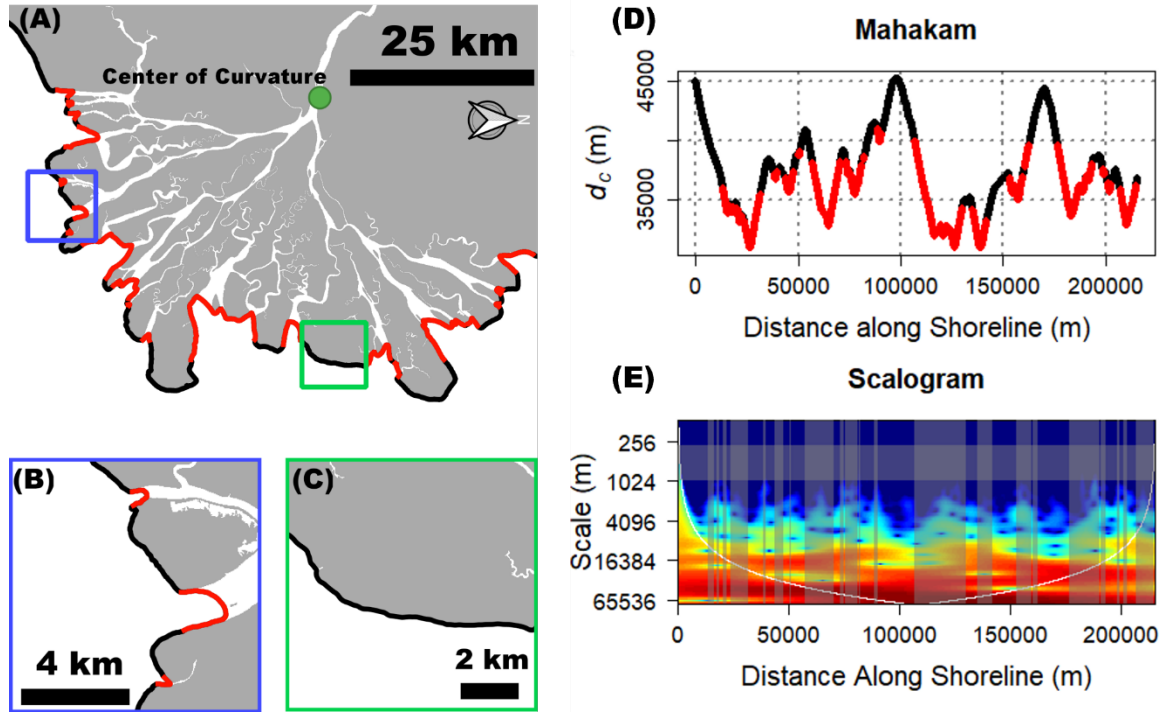 (A)
25 km
Center of Curvature
N
(B)
4 km
(C)
2 km
(D)
Mahakam
45000
35000
d_C (m)
0 50000 100000 150000 200000
Distance along Shoreline (m)
(E)
Scalogram
256
1024
4096
16384
65536
Scale (m)
0 50000 100000 150000 200000
Distance Along Shoreline (m)